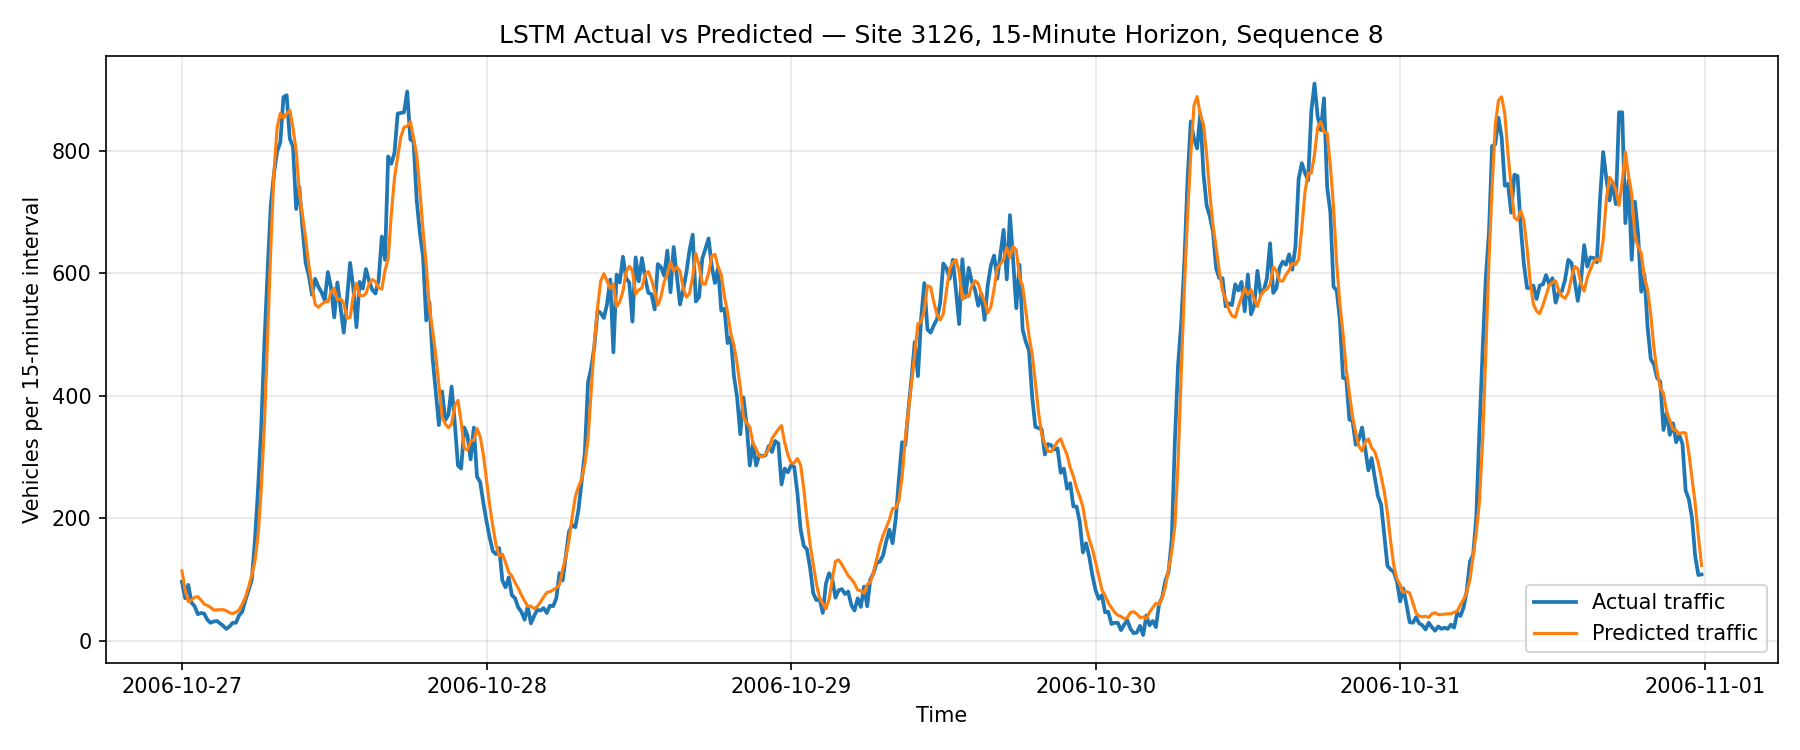 LSTM Actual vs Predicted — Site 3126, 15-Minute Horizon, Sequence 8
Vehicles per 15-minute interval
800
600
400
200
0
Actual traffic
Predicted traffic
2006-10-27 2006-10-28 2006-10-29 2006-10-30 2006-10-31 2006-11-01
Time